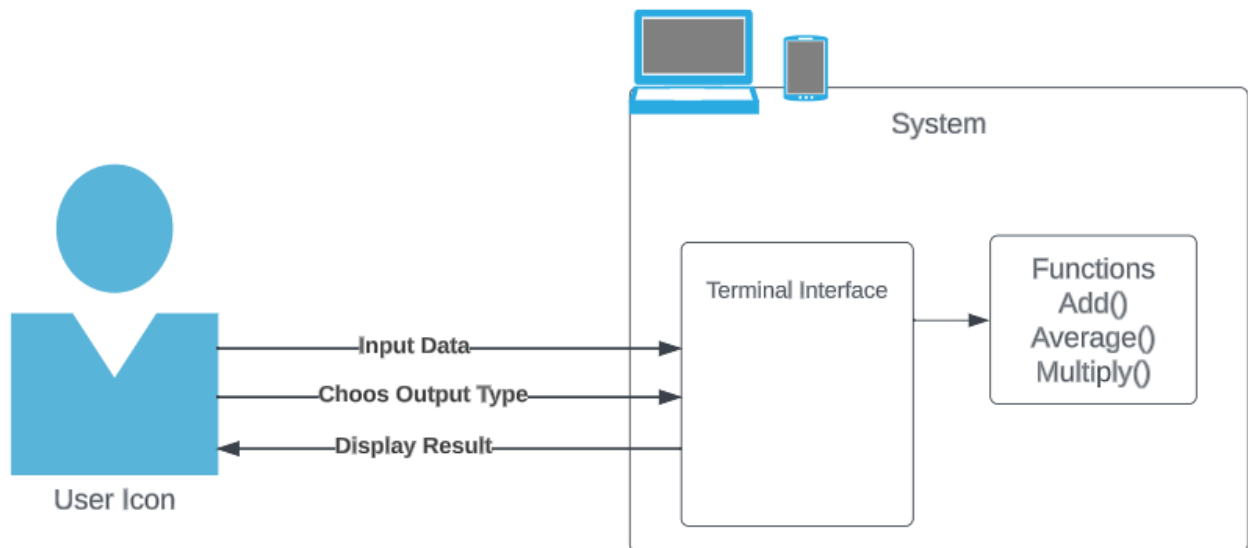 System
Terminal Interface
Functions
Add()
Average()
Multiply()
Input Data
Choos Output Type
Display Result
User Icon